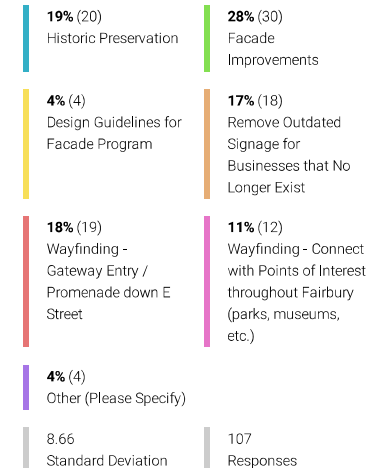 19% (20)
Historic Preservation
28% (30)
Facade
Improvements
4% (4)
Design Guidelines for
Facade Program
17% (18)
Remove Outdated
Signage for
Businesses that No
Longer Exist
18% (19)
Wayfinding -
Gateway Entry /
Promenade down E
Street
11% (12)
Wayfinding - Connect
with Points of Interest
throughout Fairbury
(parks, museums,
etc.)
4% (4)
Other (Please Specify)
8.66
Standard Deviation
107
Responses